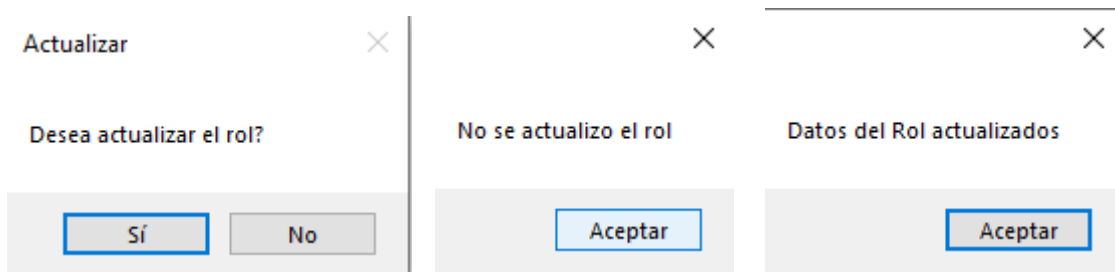 Actualizar
Desea actualizar el rol?
Sí
No
No se actualizo el rol
Aceptar
Datos del Rol actualizados
Aceptar